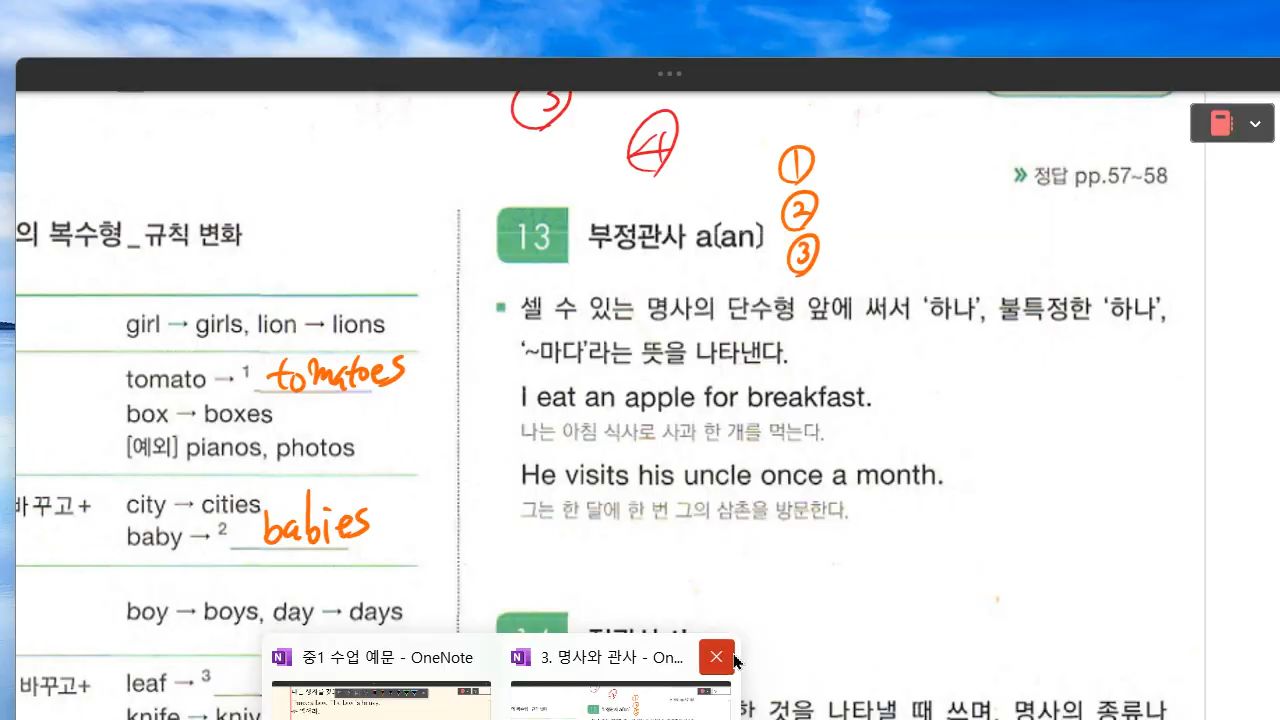 ③
④
①
②
③
» 정답 pp.57~58
의 복수형_규칙 변화
girl → girls, lion → lions
tomato → ¹ tomatoes
box → boxes
[예외] pianos, photos
바꾸고+ city → cities
baby → ² babies
boy → boys, day → days
바꾸고+ leaf → ³
13 부정관사 a(an)
■ 셀 수 있는 명사의 단수형 앞에 써서 ‘하나’, 불특정한 ‘하나’,
‘~마다’라는 뜻을 나타낸다.
I eat an apple for breakfast.
나는 아침 식사로 사과 한 개를 먹는다.
He visits his uncle once a month.
그는 한 달에 한 번 그의 삼촌을 방문한다.
한 것을 나타낼 때 쓰며, 명사의 종류나
중1 수업 예문 - OneNote
3. 명사와 관사 - On...